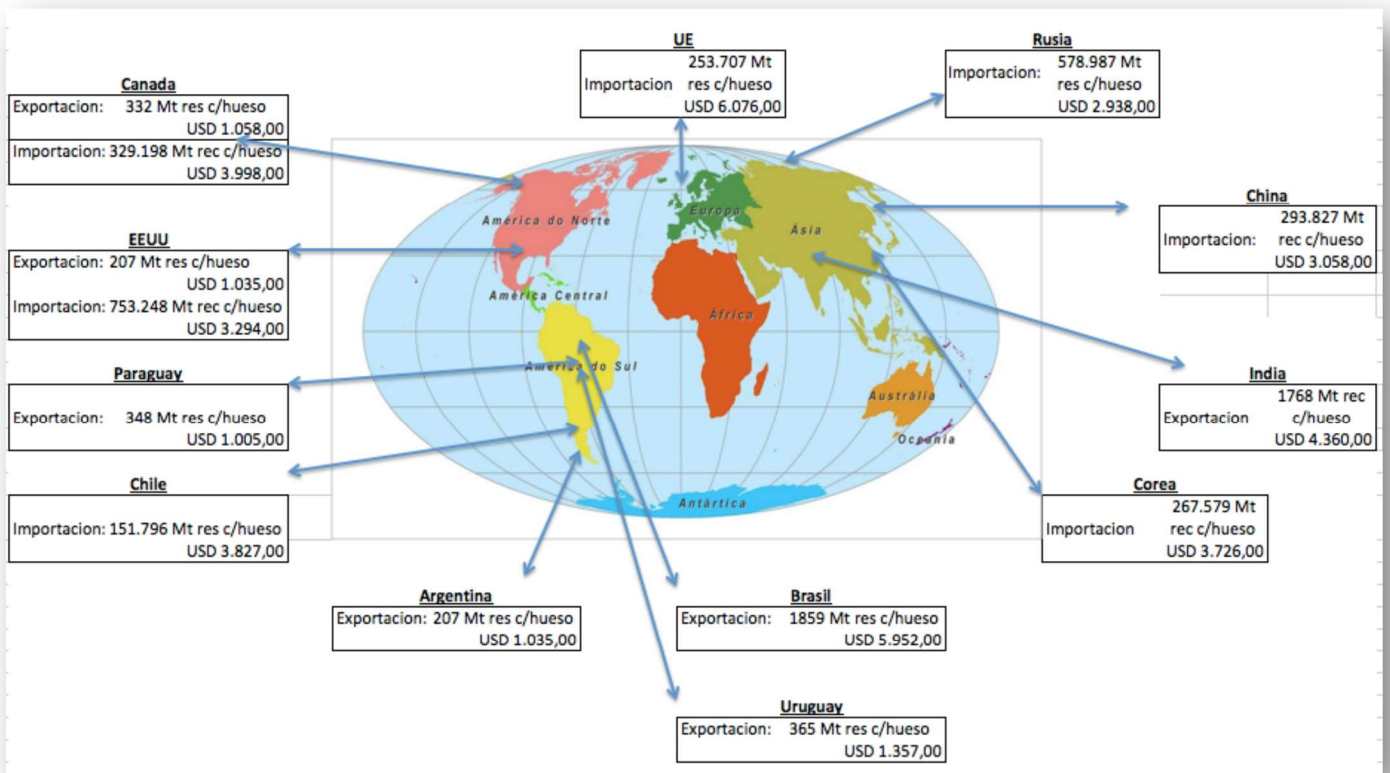 UE
253.707 Mt
Importacion res c/hueso
USD 6.076,00
Rusia
578.987 Mt
Importacion: res c/hueso
USD 2.938,00
Canada
Exportacion: 332 Mt res c/hueso
USD 1.058,00
Importacion: 329.198 Mt rec c/hueso
USD 3.998,00
China
293.827 Mt
Importacion: rec c/hueso
USD 3.058,00
EEUU
Exportacion: 207 Mt res c/hueso
USD 1.035,00
Importacion: 753.248 Mt rec c/hueso
USD 3.294,00
América do Norte
Europa
Ásia
América Central
África
América do Sul
Austrália
Oceania
Antártica
Paraguay
Exportacion: 348 Mt res c/hueso
USD 1.005,00
India
1768 Mt rec
Exportacion c/hueso
USD 4.360,00
Chile
Importacion: 151.796 Mt res c/hueso
USD 3.827,00
Corea
267.579 Mt
Importacion rec c/hueso
USD 3.726,00
Argentina
Exportacion: 207 Mt res c/hueso
USD 1.035,00
Brasil
Exportacion: 1859 Mt res c/hueso
USD 5.952,00
Uruguay
Exportacion: 365 Mt res c/hueso
USD 1.357,00